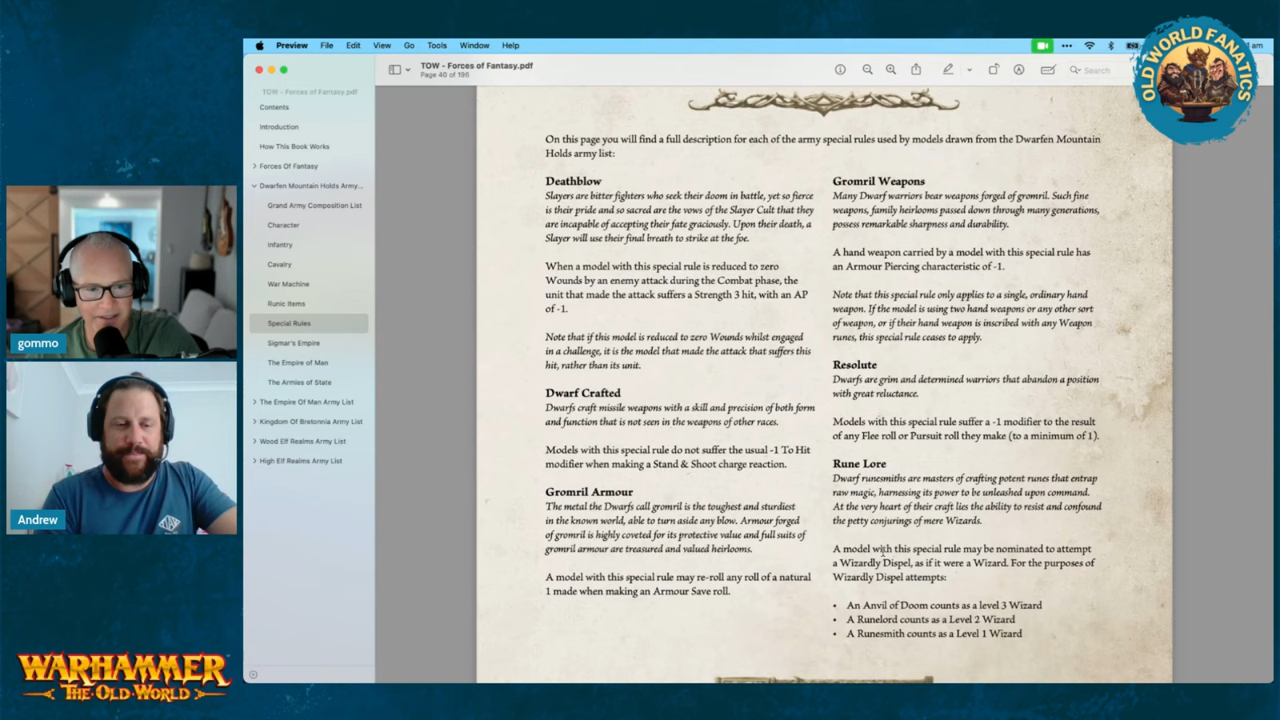 Preview File Edit View Go Tools Window Help
am
TOW - Forces of Fantasy.pdf
Page 40 of 196
Search
OLD WORLD FANATICS
TOW - Forces of Fantasy.pdf
Contents
Introduction
How This Book Works
Forces Of Fantasy
Dwarfen Mountain Holds Army...
Grand Army Composition List
Character
Infantry
Cavalry
War Machine
Runic Items
Special Rules
Sigmar's Empire
The Empire of Man
The Armies of State
The Empire Of Man Army List
Kingdom Of Bretonnia Army List
Wood Elf Realms Army List
High Elf Realms Army List
On this page you will find a full description for each of the army special rules used by models drawn from the Dwarfen Mountain
Holds army list:
Deathblow
Slayers are bitter fighters who seek their doom in battle, yet so fierce
is their pride and so sacred are the vows of the Slayer Cult that they
are incapable of accepting their fate graciously. Upon their death, a
Slayer will use their final breath to strike at the foe.
When a model with this special rule is reduced to zero
Wounds by an enemy attack during the Combat phase, the
unit that made the attack suffers a Strength 3 hit, with an AP
of -1.
Note that if this model is reduced to zero Wounds whilst engaged
in a challenge, it is the model that made the attack that suffers this
hit, rather than its unit.
Dwarf Crafted
Dwarfs craft missile weapons with a skill and precision of both form
and function that is not seen in the weapons of other races.
Models with this special rule do not suffer the usual -1 To Hit
modifier when making a Stand & Shoot charge reaction.
Gromril Armour
The metal the Dwarfs call gromril is the toughest and sturdiest
in the known world, able to turn aside any blow. Armour forged
of gromril is highly coveted for its protective value and full suits of
gromril armour are treasured and valued heirlooms.
A model with this special rule may re-roll any roll of a natural
1 made when making an Armour Save roll.
Gromril Weapons
Many Dwarf warriors bear weapons forged of gromril. Such fine
weapons, family heirlooms passed down through many generations,
possess remarkable sharpness and durability.
A hand weapon carried by a model with this special rule has
an Armour Piercing characteristic of -1.
Note that this special rule only applies to a single, ordinary hand
weapon. If the model is using two hand weapons or any other sort
of weapon, or if their hand weapon is inscribed with any Weapon
runes, this special rule ceases to apply.
Resolute
Dwarfs are grim and determined warriors that abandon a position
with great reluctance.
Models with this special rule suffer a -1 modifier to the result
of any Flee roll or Pursuit roll they make (to a minimum of 1).
Rune Lore
Dwarf runesmiths are masters of crafting potent runes that entrap
raw magic, harnessing its power to be unleashed upon command.
At the very heart of their craft lies the ability to resist and confound
the petty conjurings of mere Wizards.
A model with this special rule may be nominated to attempt
a Wizardly Dispel, as if it were a Wizard. For the purposes of
Wizardly Dispel attempts:
• An Anvil of Doom counts as a level 3 Wizard
• A Runelord counts as a Level 2 Wizard
• A Runesmith counts as a Level 1 Wizard
gommo
Andrew
WARHAMMER
THE OLD WORLD